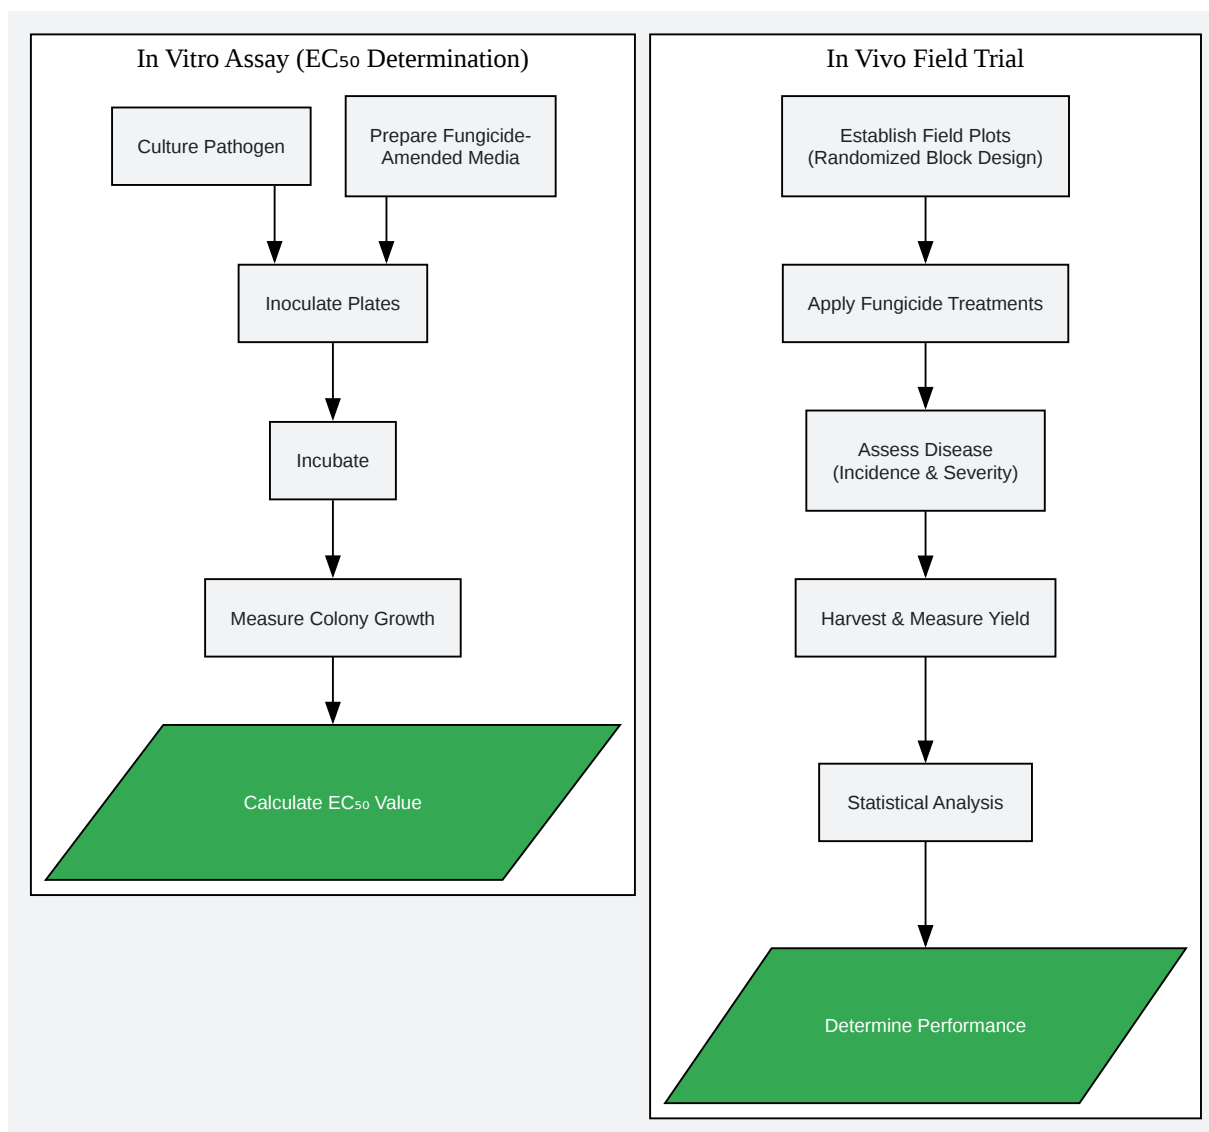 In Vitro Assay (EC₅₀ Determination)
Culture Pathogen
Prepare Fungicide-
Amended Media
Inoculate Plates
Incubate
Measure Colony Growth
Calculate EC₅₀ Value
In Vivo Field Trial
Establish Field Plots
(Randomized Block Design)
Apply Fungicide Treatments
Assess Disease
(Incidence & Severity)
Harvest & Measure Yield
Statistical Analysis
Determine Performance